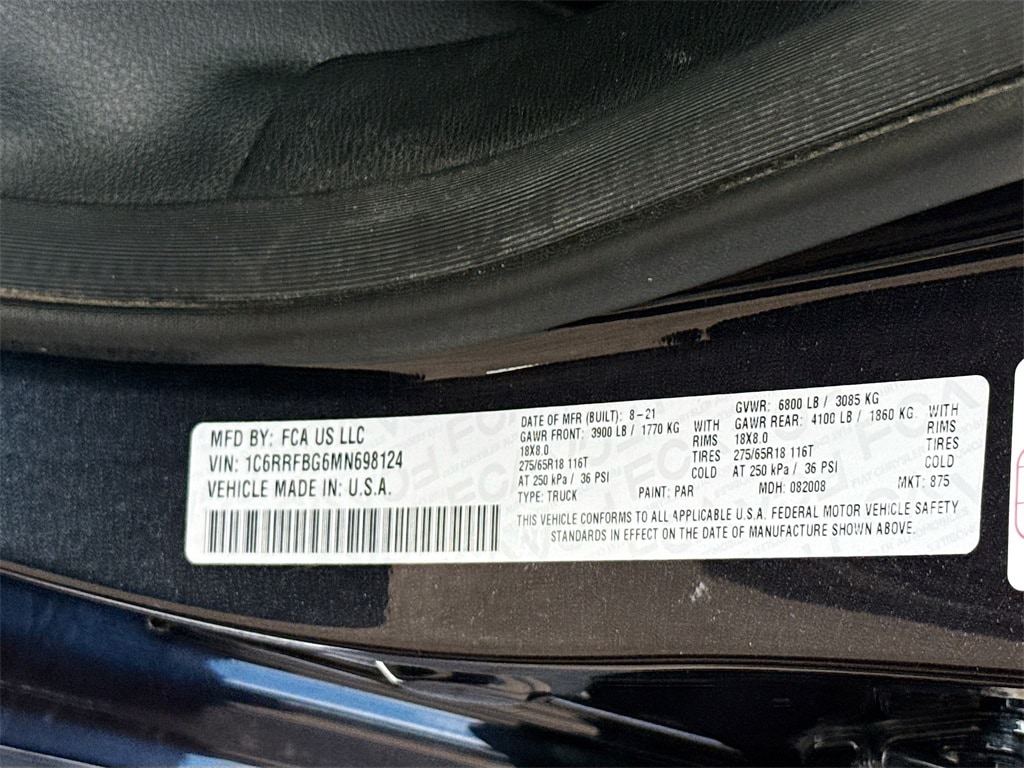 MFD BY: FCA US LLC
VIN: 1C6RRFBG6MN698124
VEHICLE MADE IN: U.S.A.
DATE OF MFR (BUILT): 8-21
GAWR FRONT: 3900 LB / 1770 KG WITH
18X8.0 RIMS
275/65R18 116T TIRES
AT 250 kPa / 36 PSI COLD
TYPE: TRUCK PAINT: PAR MDH: 082008 MKT: 875
GVWR: 6800 LB / 3085 KG
GAWR REAR: 4100 LB / 1860 KG. WITH
18X8.0 RIMS
275/65R18 116T TIRES
AT 250 kPa / 36 PSI COLD
THIS VEHICLE CONFORMS TO ALL APPLICABLE U.S.A. FEDERAL MOTOR VEHICLE SAFETY
STANDARDS IN EFFECT ON THE DATE OF MANUFACTURE SHOWN ABOVE.